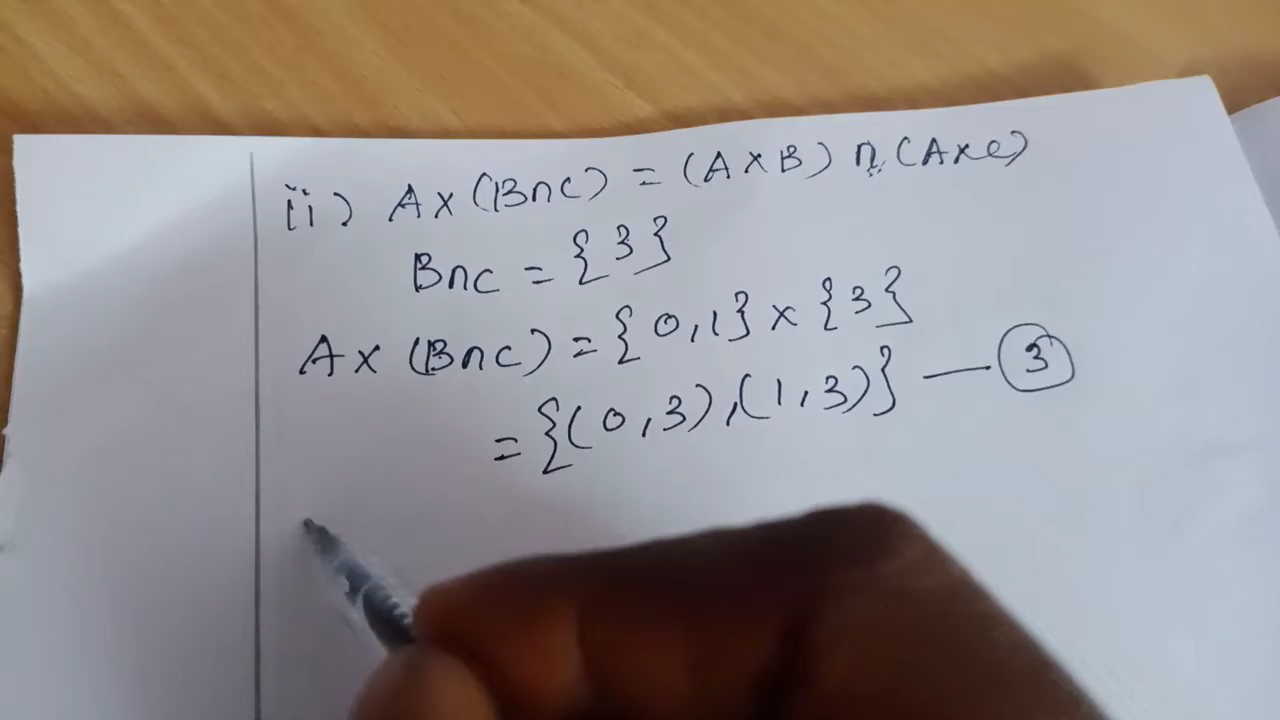 ii) A × (B∩C) = (A × B) ∩ (A×C)
B∩C = {3}
A × (B∩C) = {0,1} × {3}
= {(0,3),(1,3)} — ③